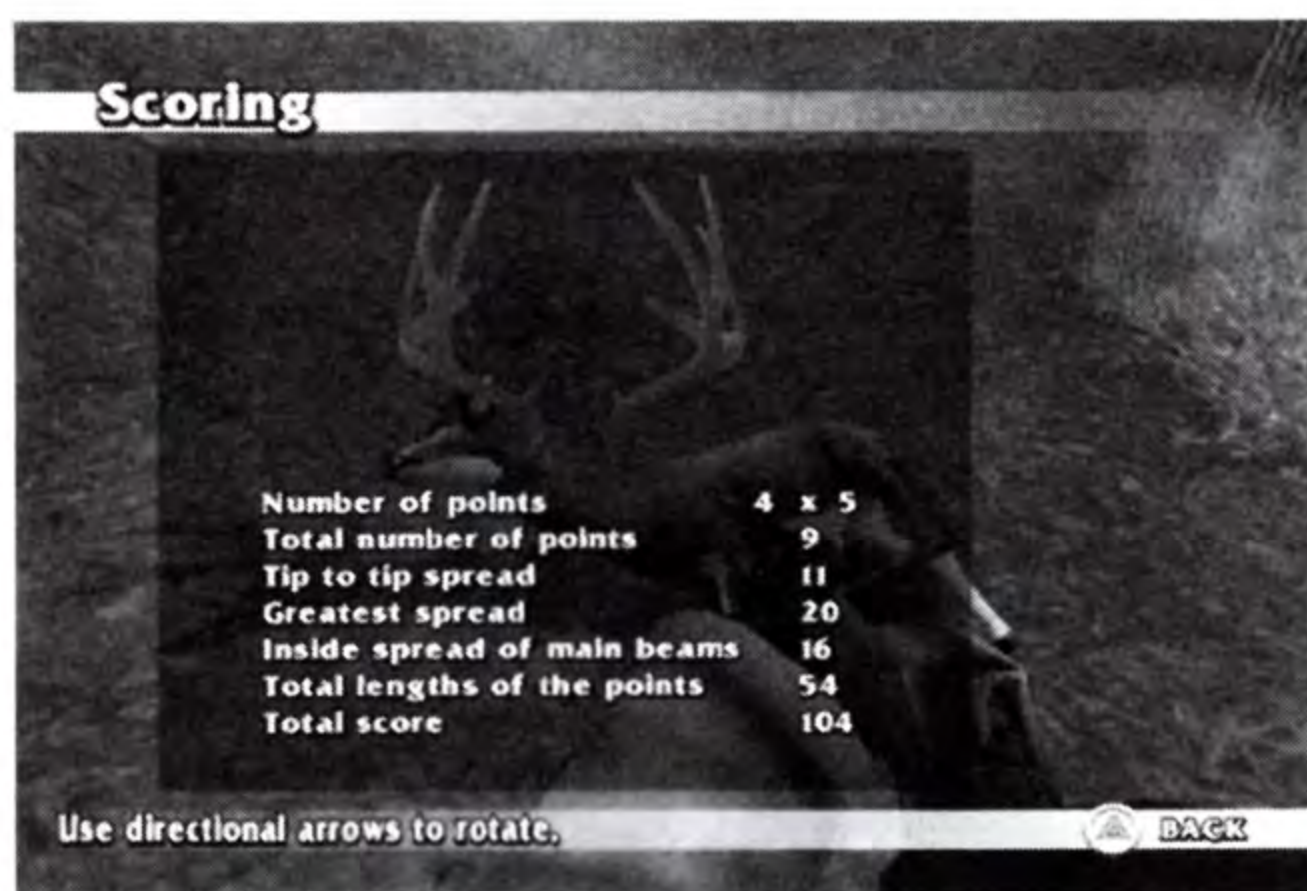 Scoring
Number of points 4 x 5
Total number of points 9
Tip to tip spread 11
Greatest spread 20
Inside spread of main beams 16
Total lengths of the points 54
Total score 104
Use directional arrows to rotate.
BACK